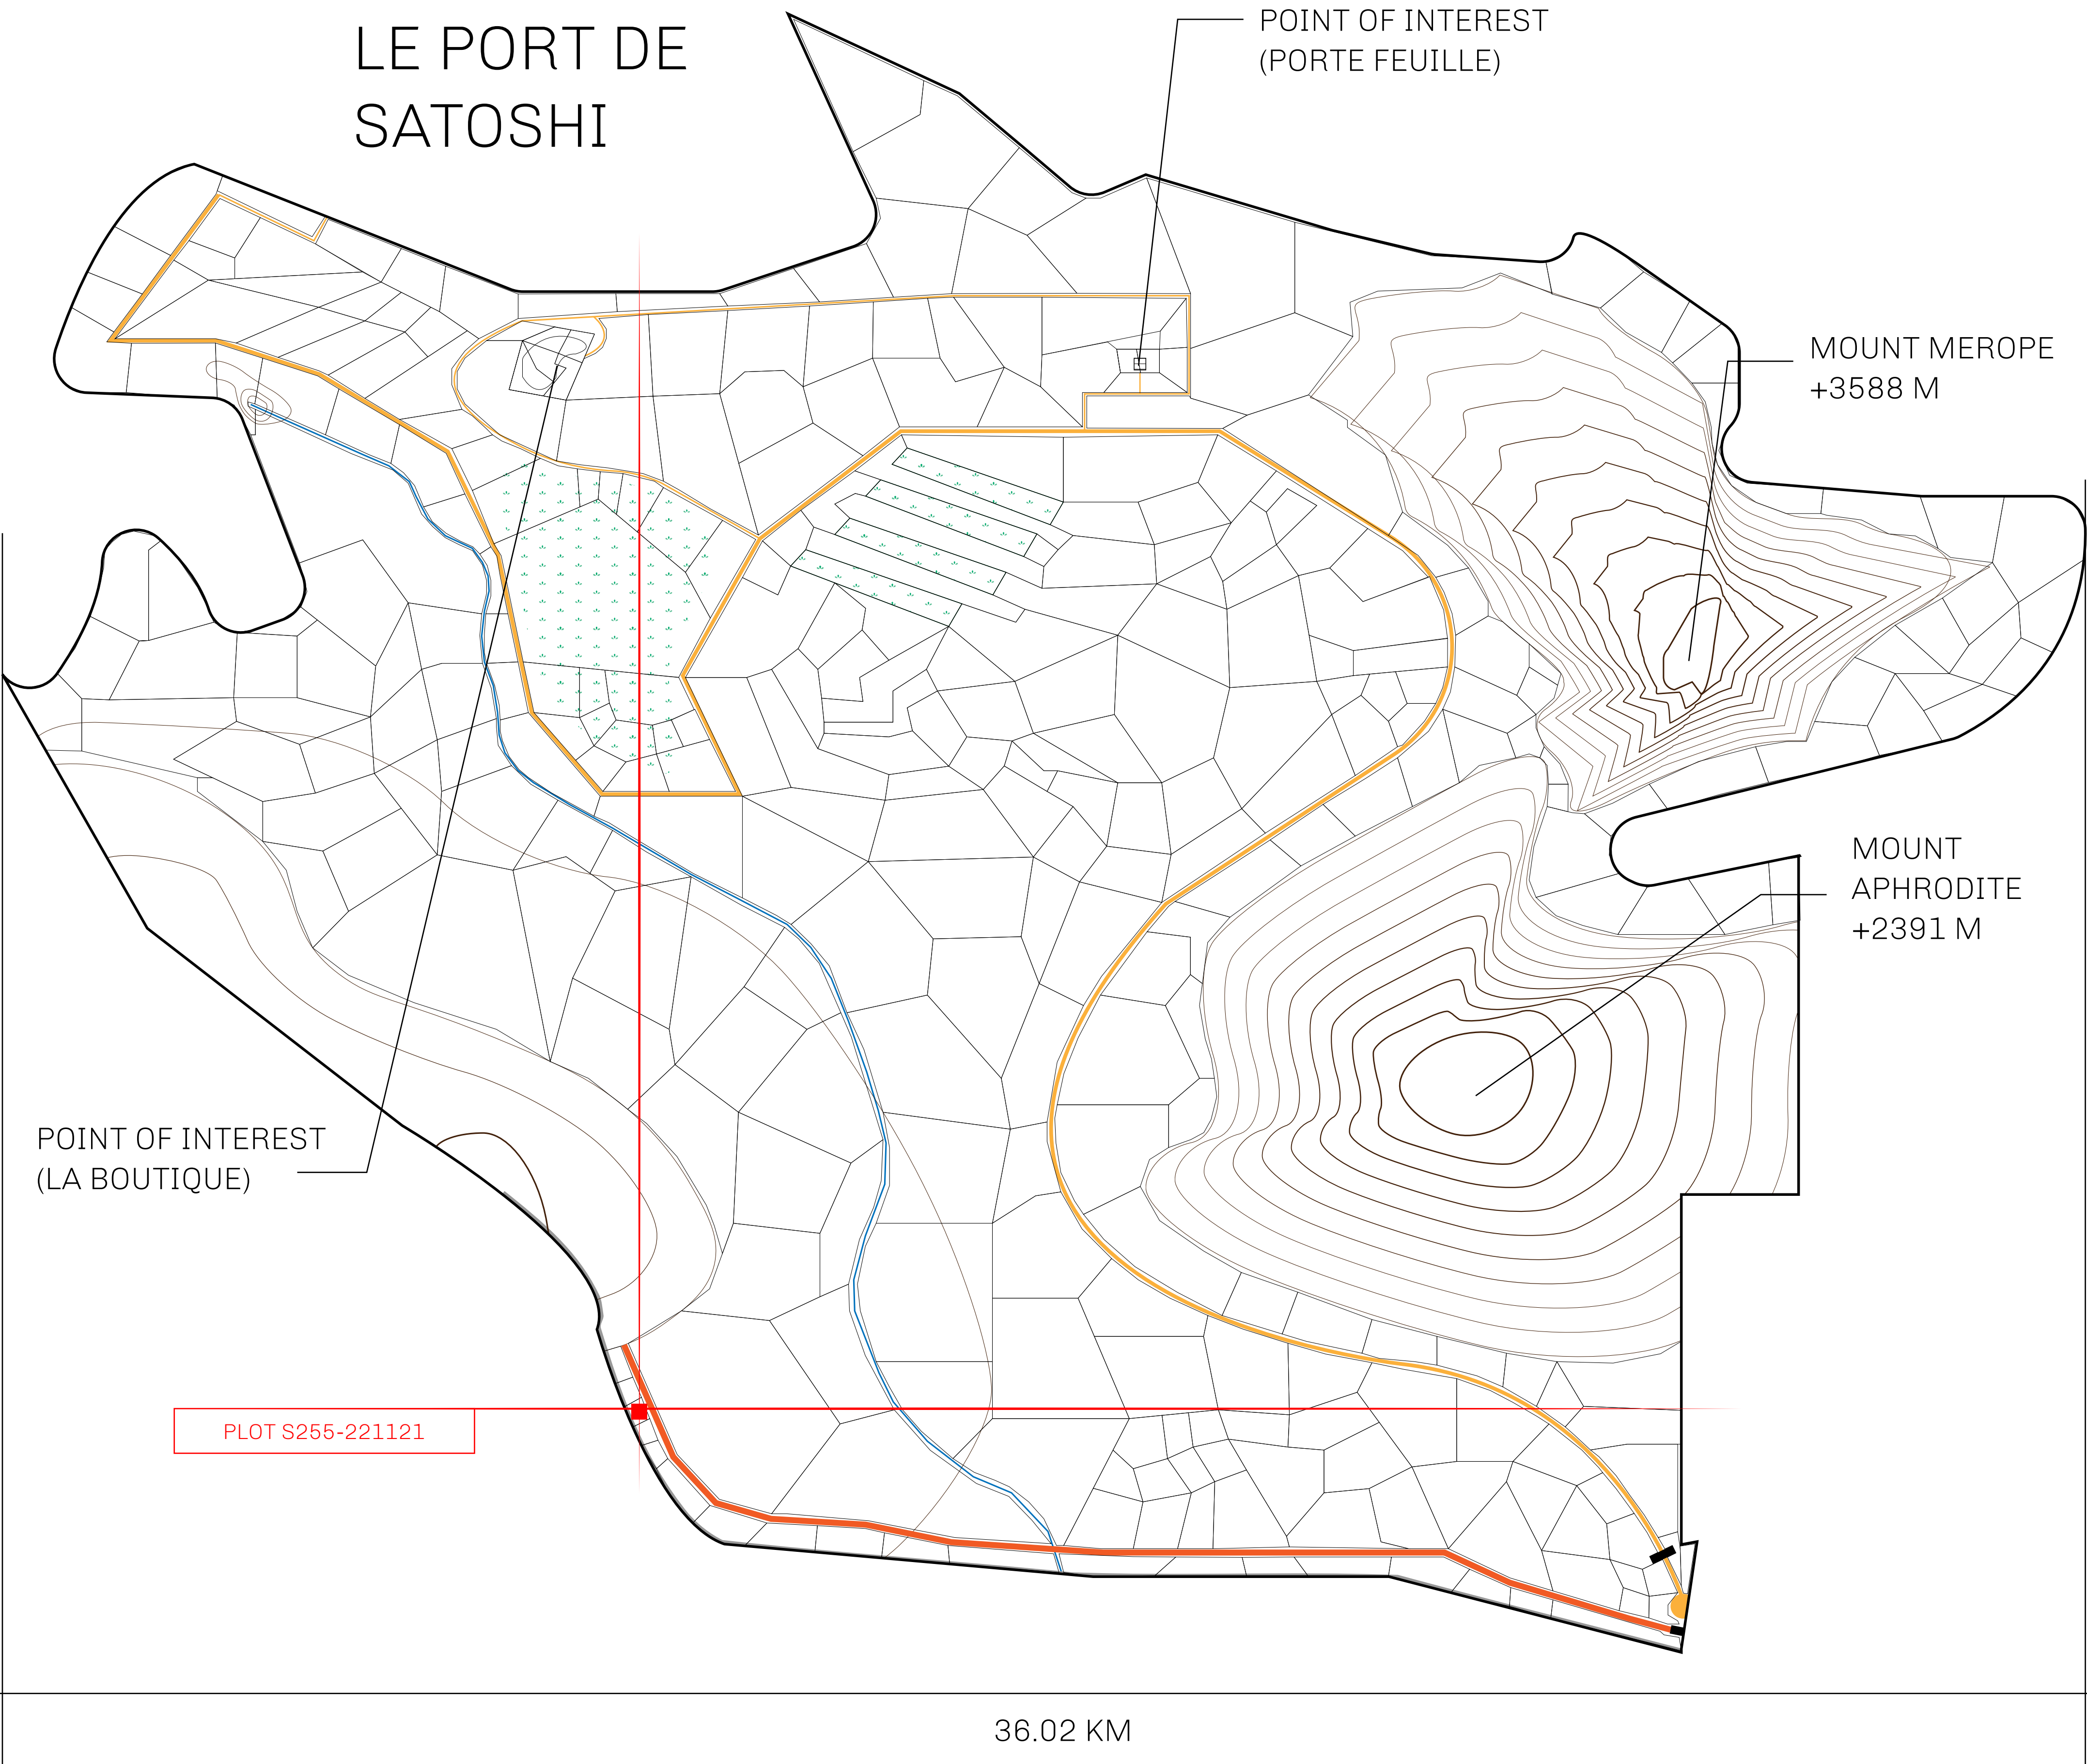 LE PORT DE
SATOSHI
POINT OF INTEREST
(PORTE FEUILLE)
MOUNT MEROPE
+3588 M
MOUNT
APHRODITE
+2391 M
POINT OF INTEREST
(LA BOUTIQUE)
PLOT S255-221121
36.02 KM